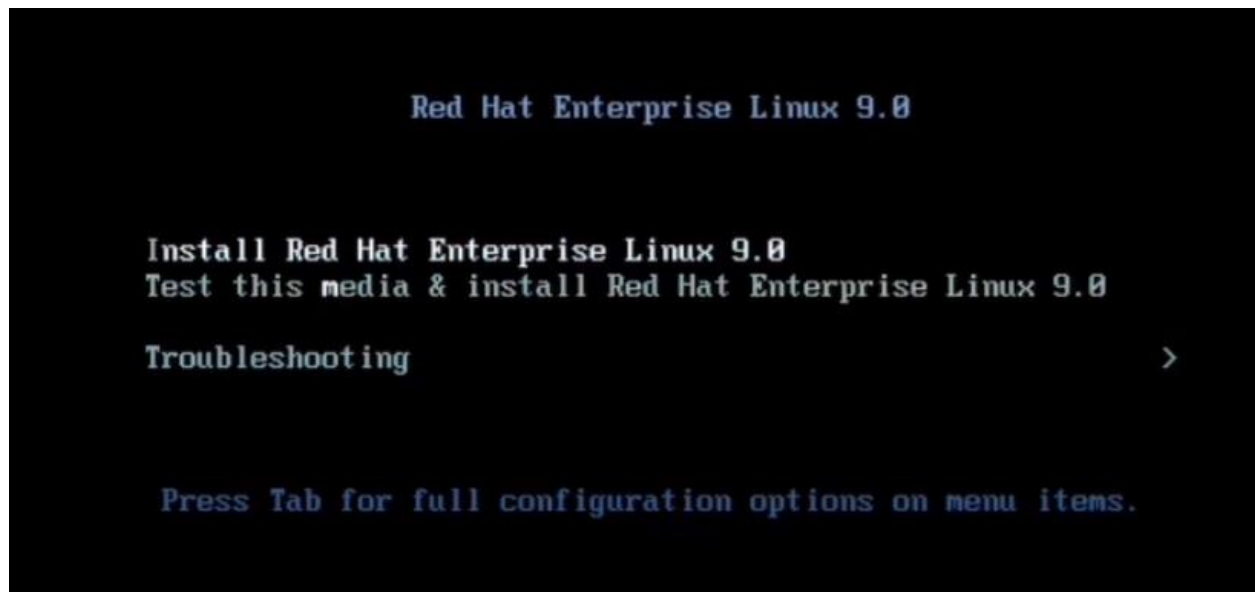 Red Hat Enterprise Linux 9.0
Install Red Hat Enterprise Linux 9.0
Test this media & install Red Hat Enterprise Linux 9.0
Troubleshooting >
Press Tab for full configuration options on menu items.